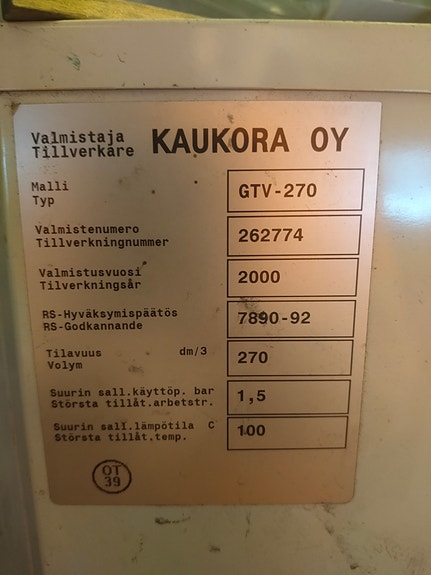 Valmistaja KAUKORA OY
Tillverkare
Malli GTV-270
Typ
Valmistenumero 262774
Tillverkningnummer
Valmistusvuosi 2000
Tilverkningsår
RS-Hyväksymispäätös 7890-92
RS-Godkannande
Tilavuus dm/3 270
Volym
Suurin sall.käyttöp. bar 1,5
Största tillåt.arbetstr.
Suurin sall.lämpötila C 100
Största tillåt.temp.
OT
39